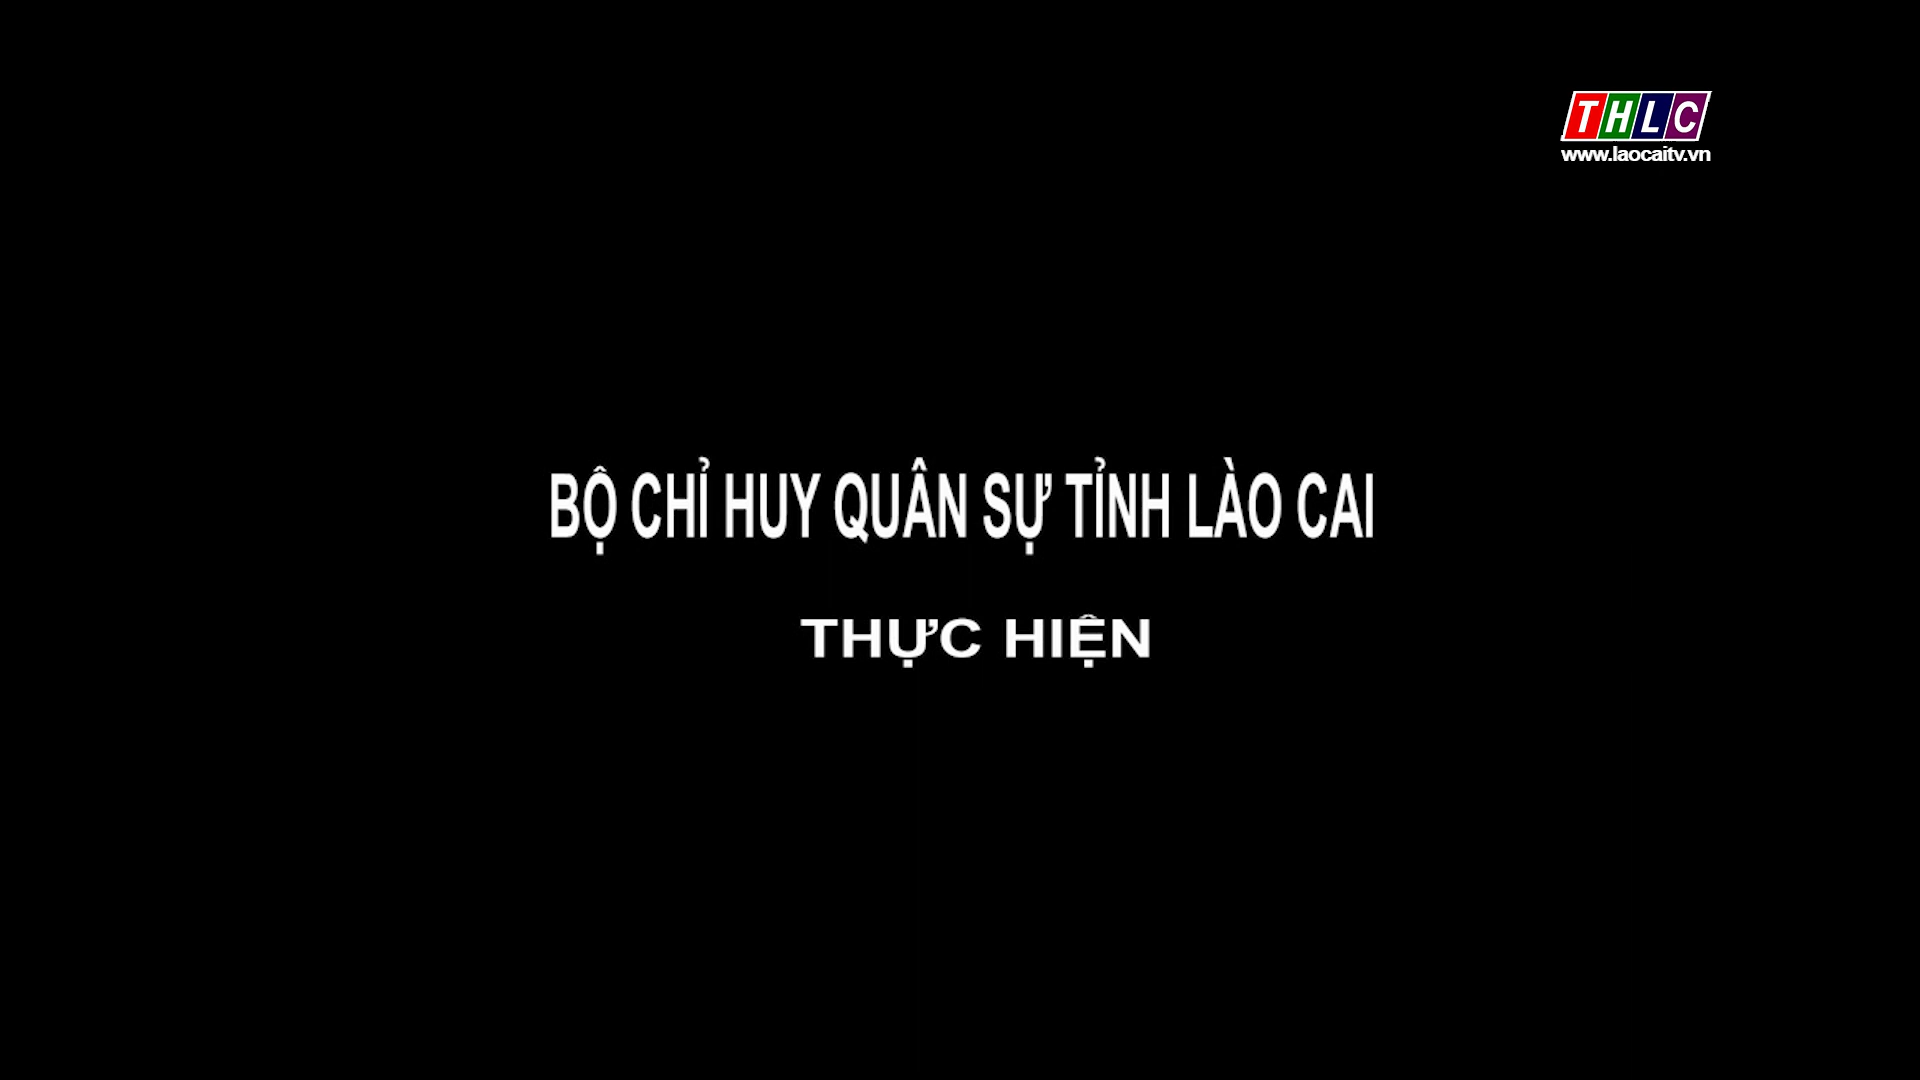 THLC
www.laocaitv.vn
BỘ CHỈ HUY QUÂN SỰ TỈNH LÀO CAI
THỰC HIỆN